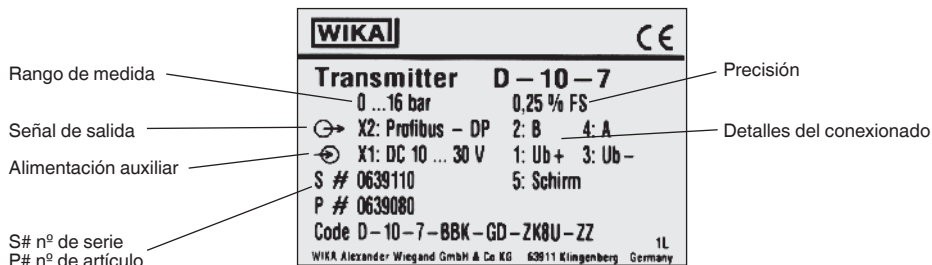 WIKA CE
Rango de medida
Transmitter D-10-7
Precisión
0 ...16 bar 0,25 % FS
Señal de salida
X2: Profibus - DP 2: B 4: A
Detalles del conexionado
Alimentación auxiliar
X1: DC 10 ... 30 V 1: Ub+ 3: Ub-
S # 0639110 5: Schirm
P # 0639080
S# nº de serie
P# nº de artículo
Code D-10-7-BBK-GD-ZK8U-ZZ 1L
WIKA Alexander Wiegand GmbH & Co KG 63911 Klingenberg Germany